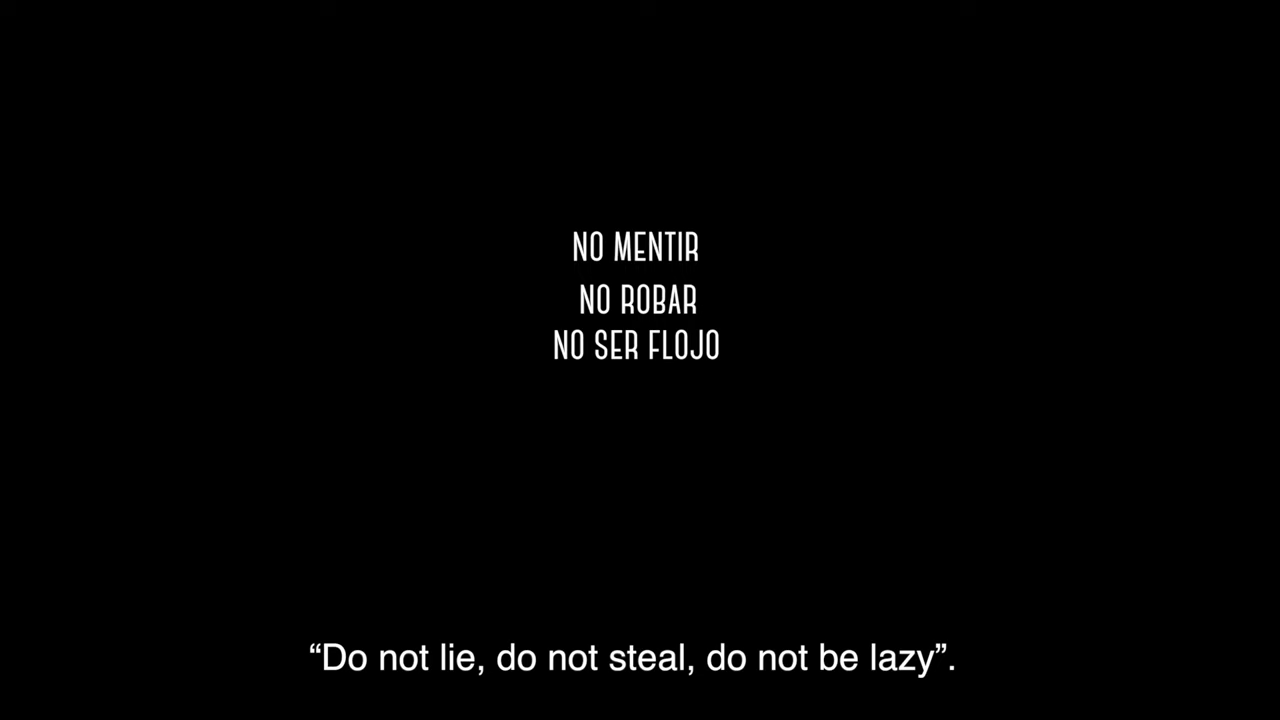 NO MENTIR
NO ROBAR
NO SER FLOJO
“Do not lie, do not steal, do not be lazy”.